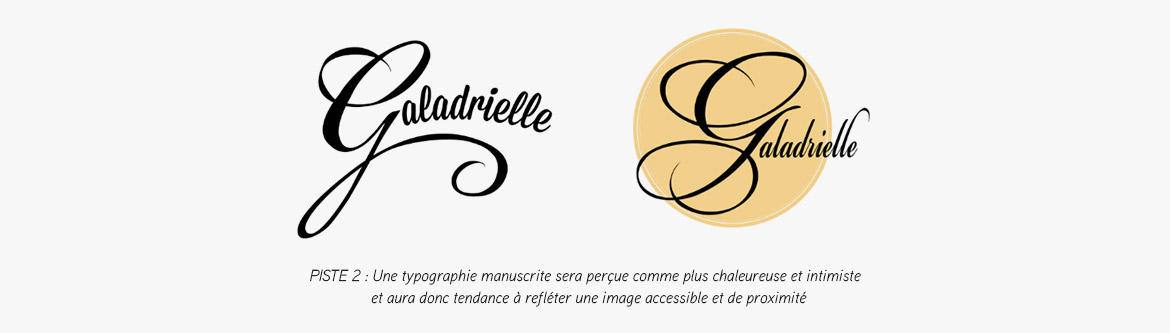 Galadrielle
Galadrielle
PISTE 2 : Une typographie manuscrite sera perçue comme plus chaleureuse et intimiste
et aura donc tendance à refléter une image accessible et de proximité